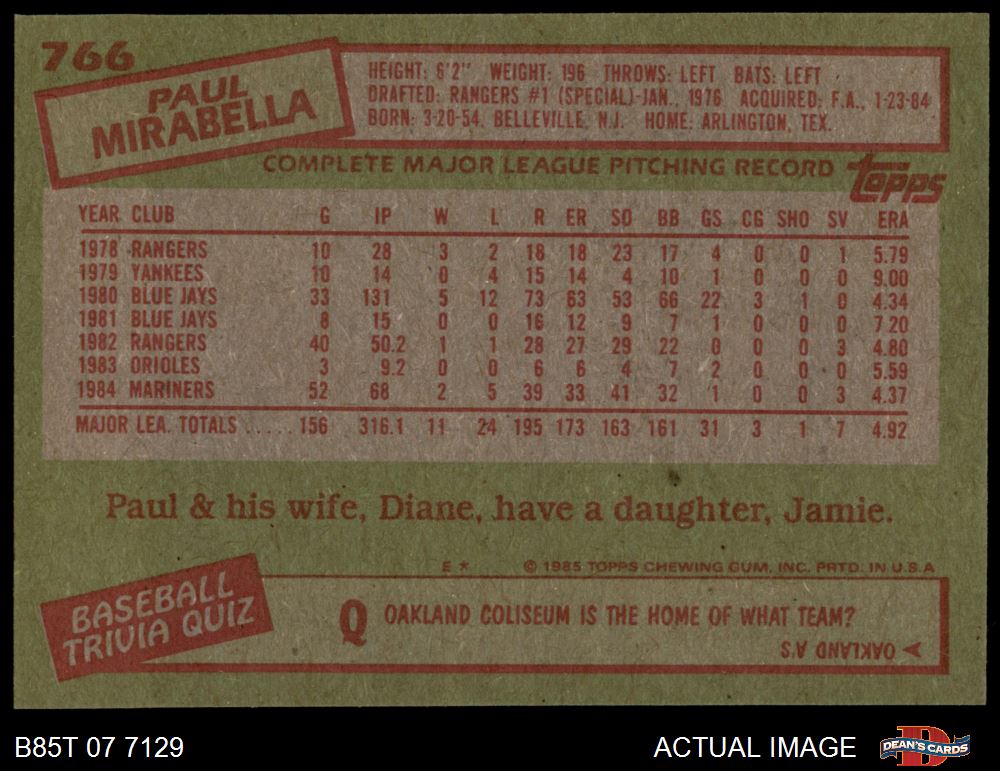 766
PAUL
MIRABELLA
HEIGHT: 6'2" WEIGHT: 196 THROWS: LEFT BATS: LEFT
DRAFTED: RANGERS #1 (SPECIAL)-JAN., 1976 ACQUIRED: F.A., 1-23-84
BORN: 3-20-54, BELLEVILLE, N.J. HOME: ARLINGTON, TEX.
COMPLETE MAJOR LEAGUE PITCHING RECORD
topps
YEAR CLUB G IP W L R ER SO BB GS CG SHO SV ERA
1978 RANGERS 10 28 3 2 18 18 23 17 4 0 0 1 5.79
1979 YANKEES 10 14 0 4 15 14 4 10 1 0 0 0 9.00
1980 BLUE JAYS 33 131 5 12 73 63 53 66 22 3 1 0 4.34
1981 BLUE JAYS 8 15 0 0 16 12 9 7 1 0 0 0 7.20
1982 RANGERS 40 50.2 1 1 28 27 29 22 0 0 0 3 4.80
1983 ORIOLES 3 9.2 0 0 6 6 4 7 2 0 0 0 5.59
1984 MARINERS 52 68 2 5 39 33 41 32 1 0 0 3 4.37
MAJOR LEA. TOTALS ..... 156 316.1 11 24 195 173 163 161 31 3 1 7 4.92
Paul & his wife, Diane, have a daughter, Jamie.
E * © 1985 TOPPS CHEWING GUM, INC. PRTD. IN U.S.A
BASEBALL
TRIVIA QUIZ
Q OAKLAND COLISEUM IS THE HOME OF WHAT TEAM?
A OAKLAND A'S
B85T 07 7129
ACTUAL IMAGE
DEAN'S CARDS